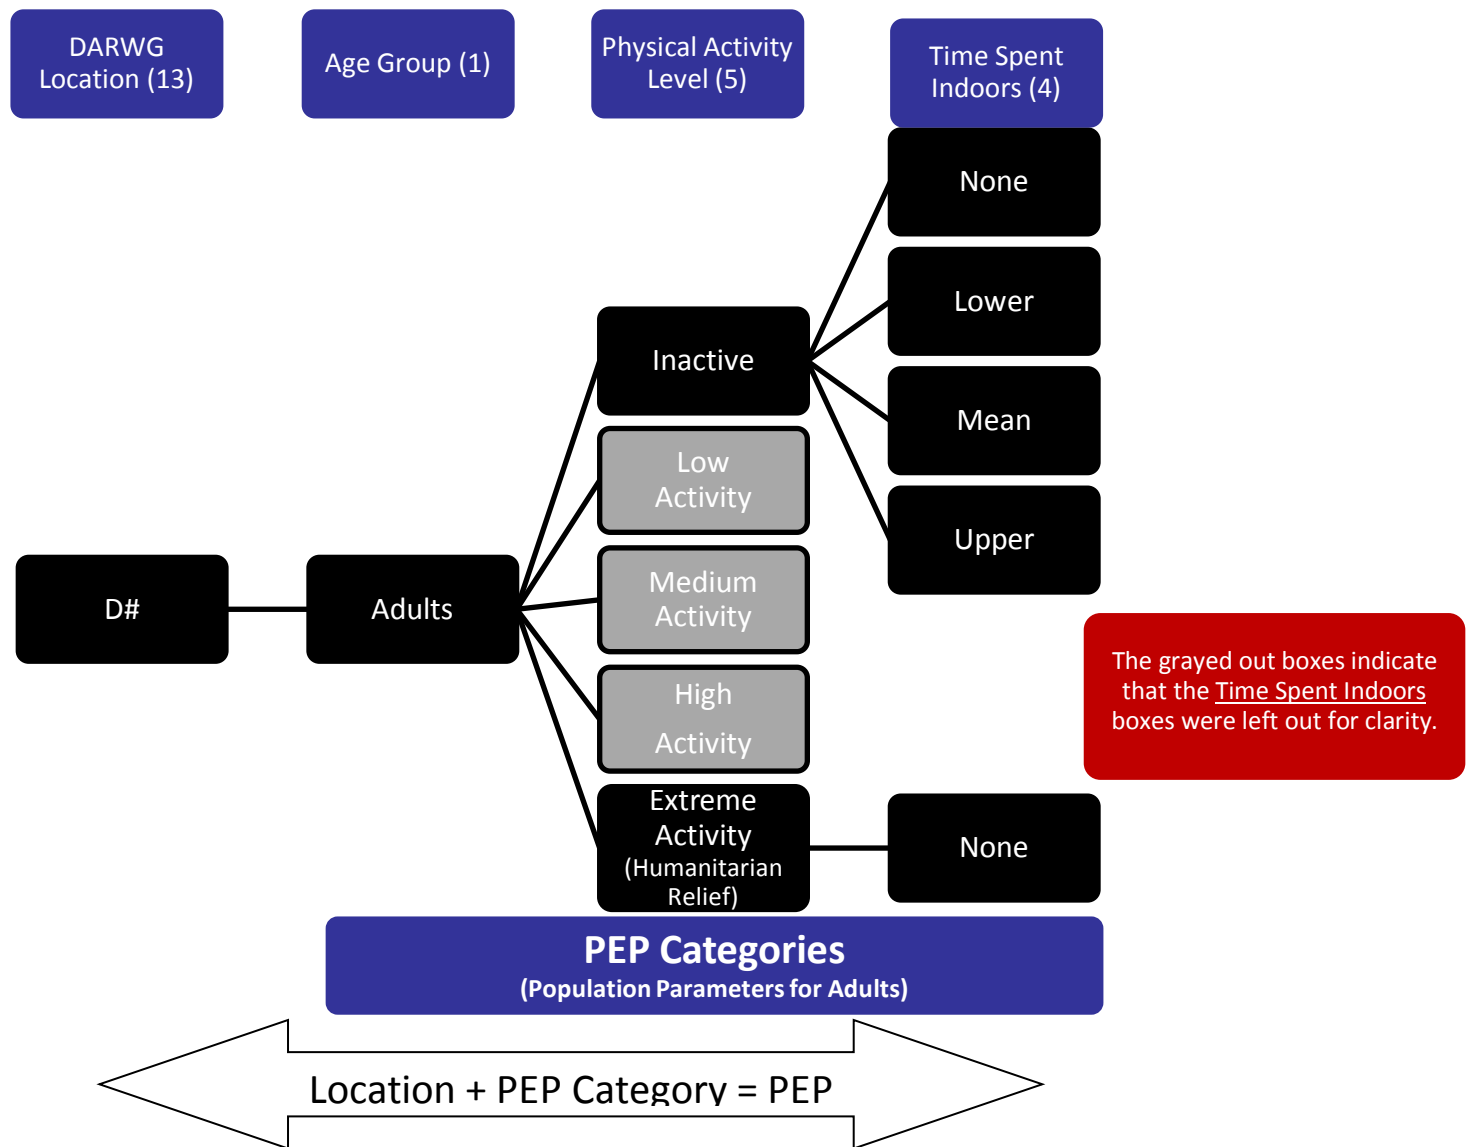 DARWG
Location (13)
Age Group (1)
Physical Activity
Level (5)
Time Spent
Indoors (4)
None
Lower
Inactive
Mean
Low
Activity
Upper
Medium
Activity
D#
Adults
High
Activity
The grayed out boxes indicate
that the Time Spent Indoors
boxes were left out for clarity.
Extreme
Activity
(Humanitarian
Relief)
None
PEP Categories
(Population Parameters for Adults)
Location + PEP Category = PEP